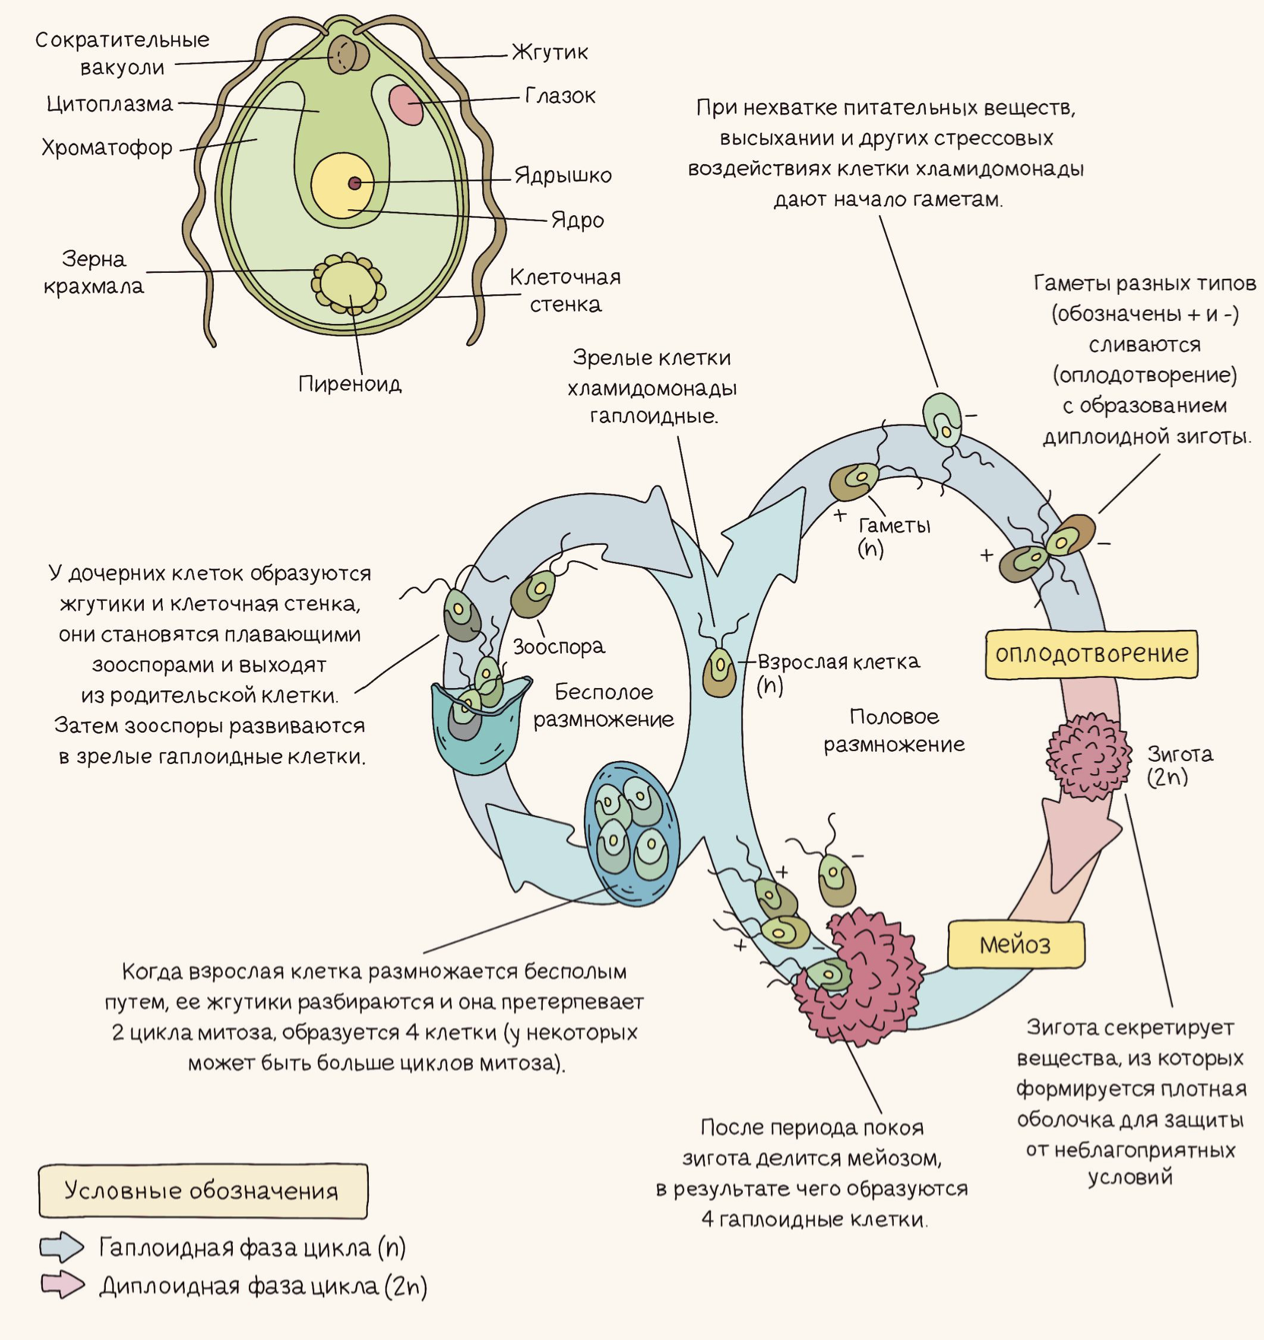 Сократительные
вакуоли
Цитоплазма
Хроматофор
Зерна
крахмала
Пиреноид
Жгутик
Глазок
Ядрышко
Ядро
Клеточная
стенка
При нехватке питательных веществ,
высыхании и других стрессовых
воздействиях клетки хламидомонады
дают начало гаметам.
Гаметы разных типов
(обозначены + и -)
сливаются
(оплодотворение)
с образованием
диплоидной зиготы.
Зрелые клетки
хламидомонады
гаплоидные.
-
+
Гаметы
(n)
+
-
У дочерних клеток образуются
жгутики и клеточная стенка,
они становятся плавающими
зооспорами и выходят
из родительской клетки.
Затем зооспоры развиваются
в зрелые гаплоидные клетки.
Зооспора
Бесполое
размножение
Взрослая клетка
(n)
Половое
размножение
оплодотворение
Зигота
(2n)
+
-
+
-
Мейоз
Когда взрослая клетка размножается бесполым
путем, ее жгутики разбираются и она претерпевает
2 цикла митоза, образуется 4 клетки (у некоторых
может быть больше циклов митоза).
Зигота секретирует
вещества, из которых
формируется плотная
оболочка для защиты
от неблагоприятных
условий
После периода покоя
зигота делится мейозом,
в результате чего образуются
4 гаплоидные клетки.
Условные обозначения
Гаплоидная фаза цикла (n)
Диплоидная фаза цикла (2n)